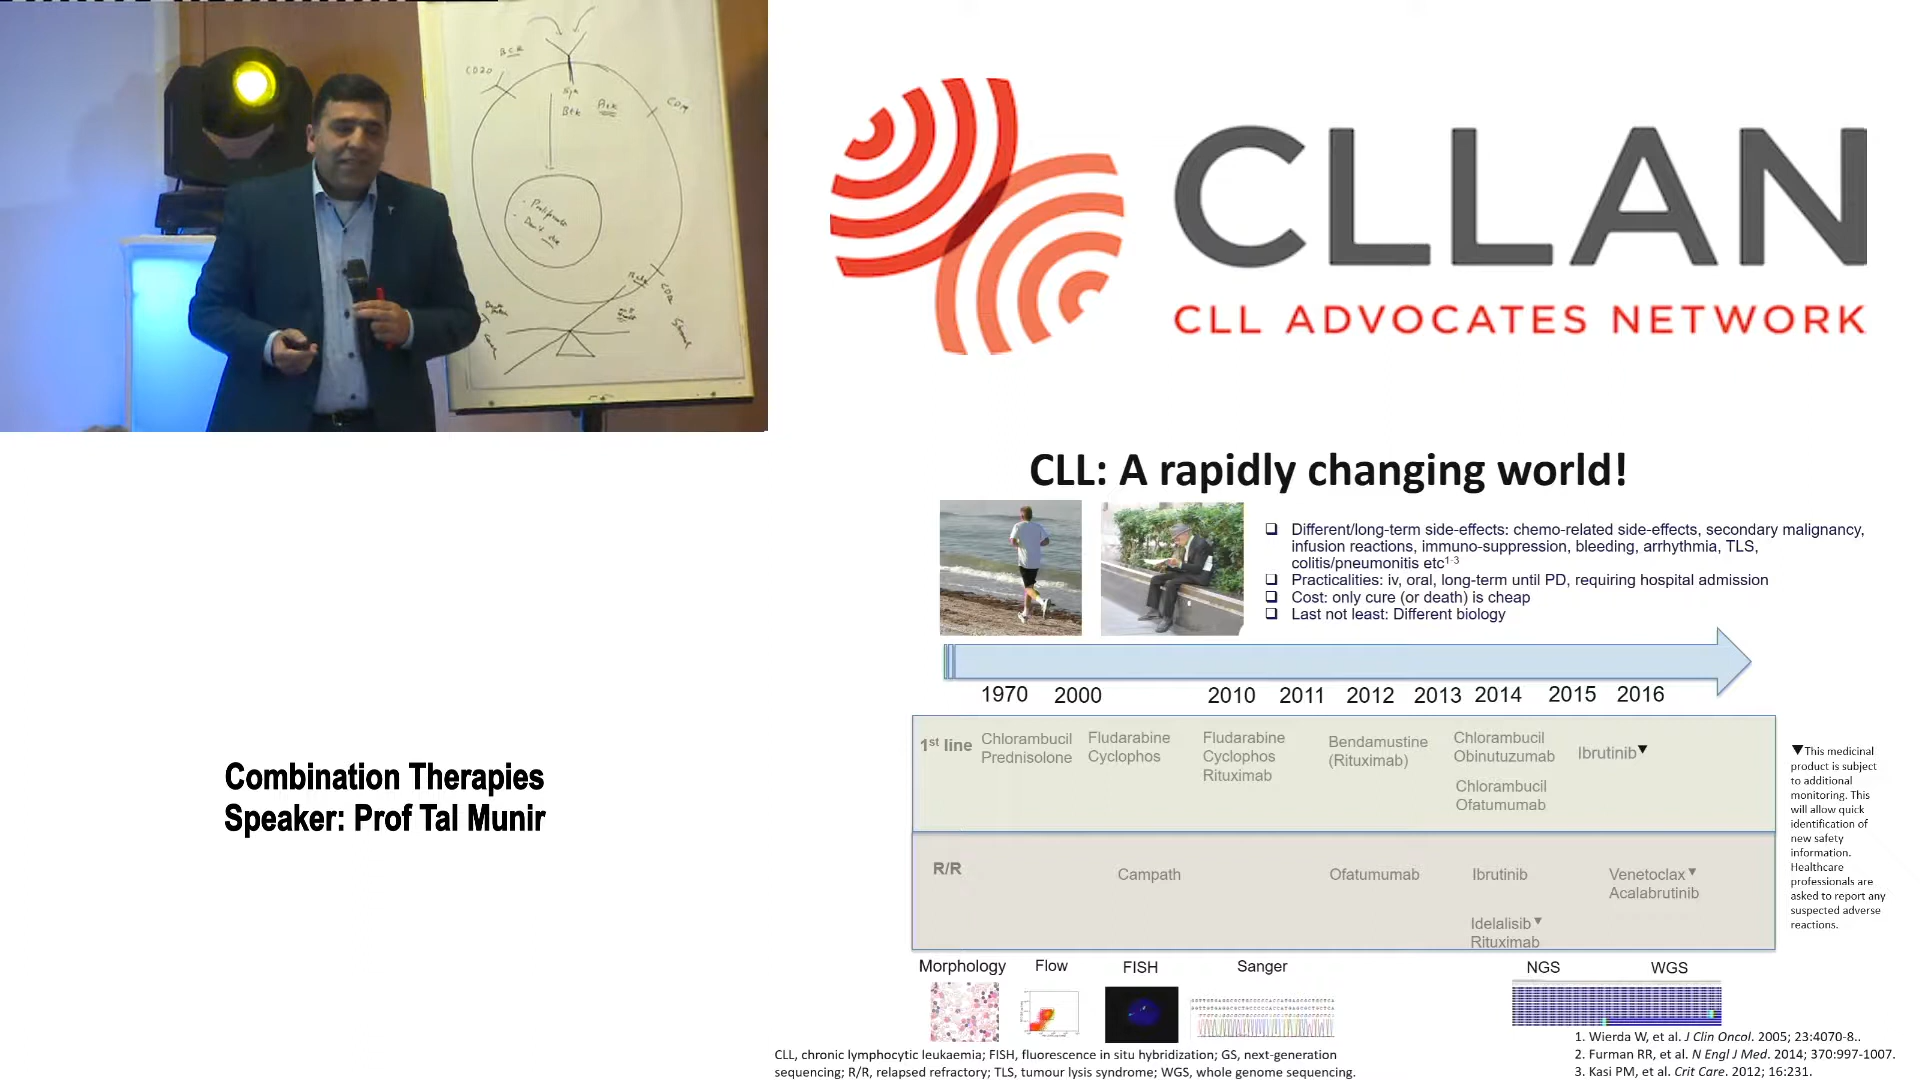 BCR
CD20
Syk
Btk
CD19
Proliferate
Don't die
CLLAN
CLL ADVOCATES NETWORK
Combination Therapies
Speaker: Prof Tal Munir
CLL: A rapidly changing world!
❑ Different/long-term side-effects: chemo-related side-effects, secondary malignancy,
infusion reactions, immuno-suppression, bleeding, arrhythmia, TLS,
colitis/pneumonitis etc¹⁻³
❑ Practicalities: iv, oral, long-term until PD, requiring hospital admission
❑ Cost: only cure (or death) is cheap
❑ Last not least: Different biology
1970 2000 2010 2011 2012 2013 2014 2015 2016
1st line
Chlorambucil
Prednisolone
Fludarabine
Cyclophos
Fludarabine
Cyclophos
Rituximab
Bendamustine
(Rituximab)
Chlorambucil
Obinutuzumab
Chlorambucil
Ofatumumab
Ibrutinib▼
R/R
Campath
Ofatumumab
Ibrutinib
Idelalisib▼
Rituximab
Venetoclax▼
Acalabrutinib
▼This medicinal
product is subject
to additional
monitoring. This
will allow quick
identification of
new safety
information.
Healthcare
professionals are
asked to report any
suspected adverse
reactions.
Morphology Flow FISH Sanger NGS WGS
CLL, chronic lymphocytic leukaemia; FISH, fluorescence in situ hybridization; GS, next-generation
sequencing; R/R, relapsed refractory; TLS, tumour lysis syndrome; WGS, whole genome sequencing.
1. Wierda W, et al. J Clin Oncol. 2005; 23:4070-8..
2. Furman RR, et al. N Engl J Med. 2014; 370:997-1007.
3. Kasi PM, et al. Crit Care. 2012; 16:231.